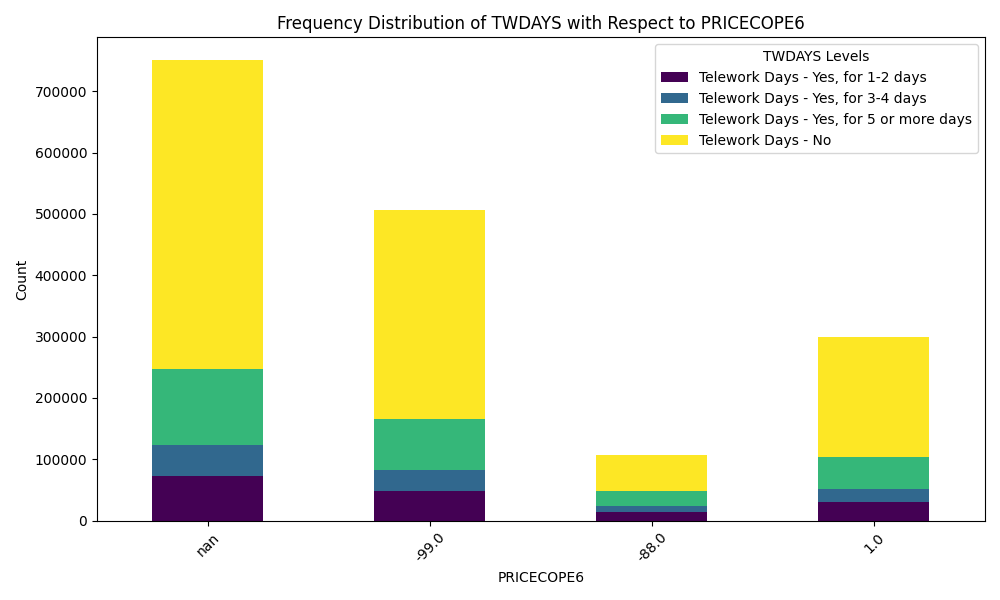 Frequency Distribution of TWDAYS with Respect to PRICECOPE6
TWDAYS Levels
Telework Days - Yes, for 1-2 days
Telework Days - Yes, for 3-4 days
Telework Days - Yes, for 5 or more days
Telework Days - No
Count
700000
600000
500000
400000
300000
200000
100000
0
nan
-99.0
-88.0
1.0
PRICECOPE6